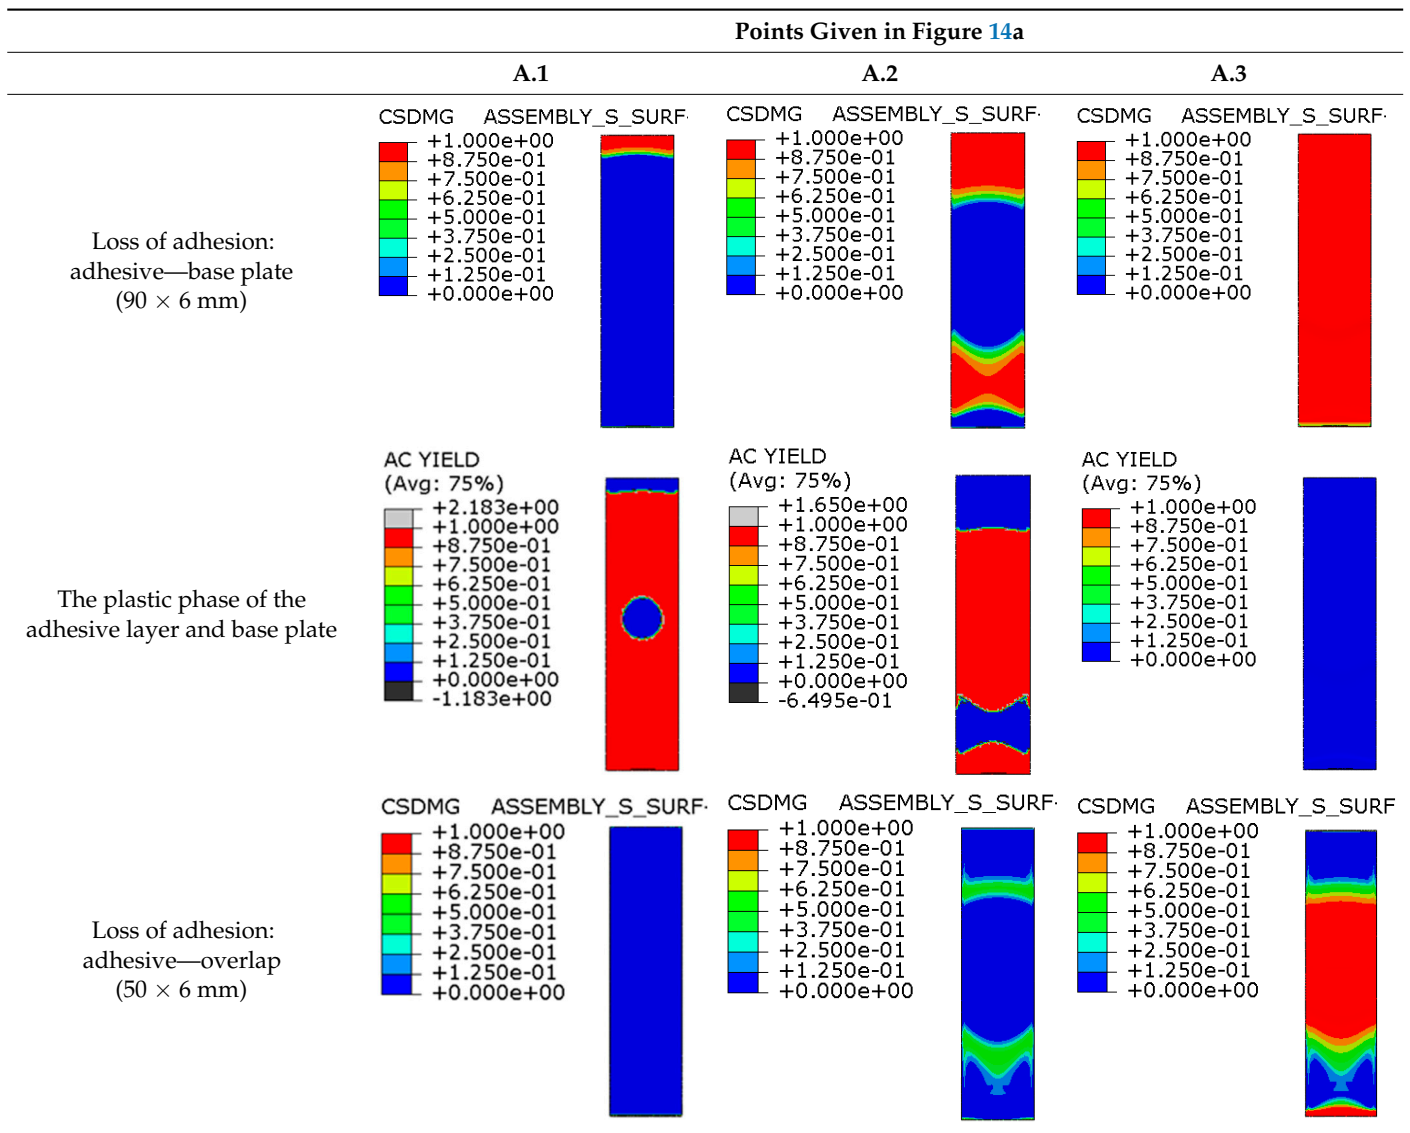 Points Given in Figure 14a
A.1 A.2 A.3
Loss of adhesion:
adhesive—base plate
(90 × 6 mm)
CSDMG ASSEMBLY_S_SURF-
+1.000e+00
+8.750e-01
+7.500e-01
+6.250e-01
+5.000e-01
+3.750e-01
+2.500e-01
+1.250e-01
+0.000e+00
CSDMG ASSEMBLY_S_SURF-
+1.000e+00
+8.750e-01
+7.500e-01
+6.250e-01
+5.000e-01
+3.750e-01
+2.500e-01
+1.250e-01
+0.000e+00
CSDMG ASSEMBLY_S_SURF-
+1.000e+00
+8.750e-01
+7.500e-01
+6.250e-01
+5.000e-01
+3.750e-01
+2.500e-01
+1.250e-01
+0.000e+00
The plastic phase of the
adhesive layer and base plate
AC YIELD
(Avg: 75%)
+2.183e+00
+1.000e+00
+8.750e-01
+7.500e-01
+6.250e-01
+5.000e-01
+3.750e-01
+2.500e-01
+1.250e-01
+0.000e+00
-1.183e+00
AC YIELD
(Avg: 75%)
+1.650e+00
+1.000e+00
+8.750e-01
+7.500e-01
+6.250e-01
+5.000e-01
+3.750e-01
+2.500e-01
+1.250e-01
+0.000e+00
-6.495e-01
AC YIELD
(Avg: 75%)
+1.000e+00
+8.750e-01
+7.500e-01
+6.250e-01
+5.000e-01
+3.750e-01
+2.500e-01
+1.250e-01
+0.000e+00
Loss of adhesion:
adhesive—overlap
(50 × 6 mm)
CSDMG ASSEMBLY_S_SURF-
+1.000e+00
+8.750e-01
+7.500e-01
+6.250e-01
+5.000e-01
+3.750e-01
+2.500e-01
+1.250e-01
+0.000e+00
CSDMG ASSEMBLY_S_SURF-
+1.000e+00
+8.750e-01
+7.500e-01
+6.250e-01
+5.000e-01
+3.750e-01
+2.500e-01
+1.250e-01
+0.000e+00
CSDMG ASSEMBLY_S_SURF
+1.000e+00
+8.750e-01
+7.500e-01
+6.250e-01
+5.000e-01
+3.750e-01
+2.500e-01
+1.250e-01
+0.000e+00